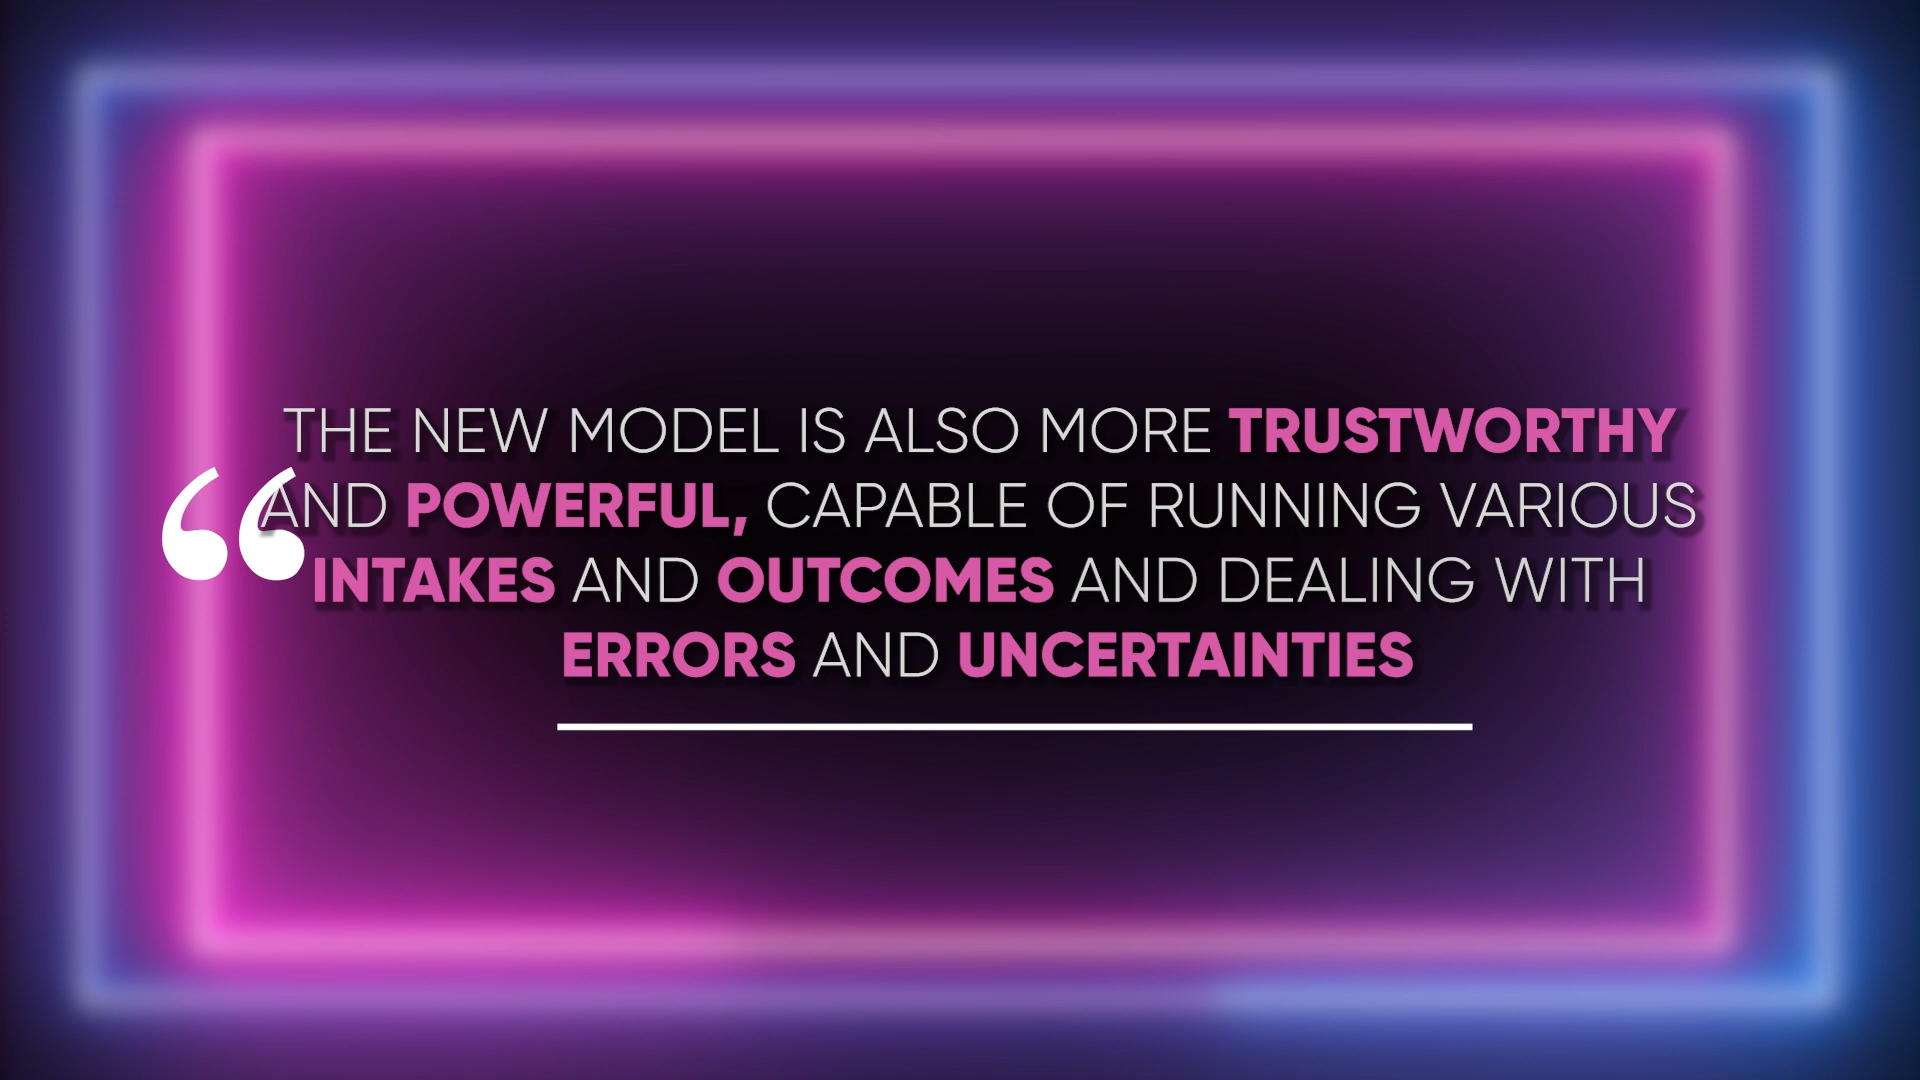 THE NEW MODEL IS ALSO MORE TRUSTWORTHY
“AND POWERFUL, CAPABLE OF RUNNING VARIOUS
INTAKES AND OUTCOMES AND DEALING WITH
ERRORS AND UNCERTAINTIES